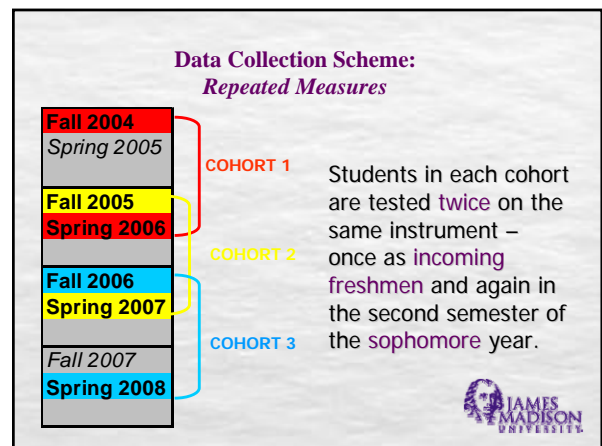 Data Collection Scheme:
Repeated Measures
Fall 2004
Spring 2005
Fall 2005
Spring 2006
Fall 2006
Spring 2007
Fall 2007
Spring 2008
COHORT 1
COHORT 2
COHORT 3
Students in each cohort
are tested twice on the
same instrument –
once as incoming
freshmen and again in
the second semester of
the sophomore year.
JAMES
MADISON
UNIVERSITY.